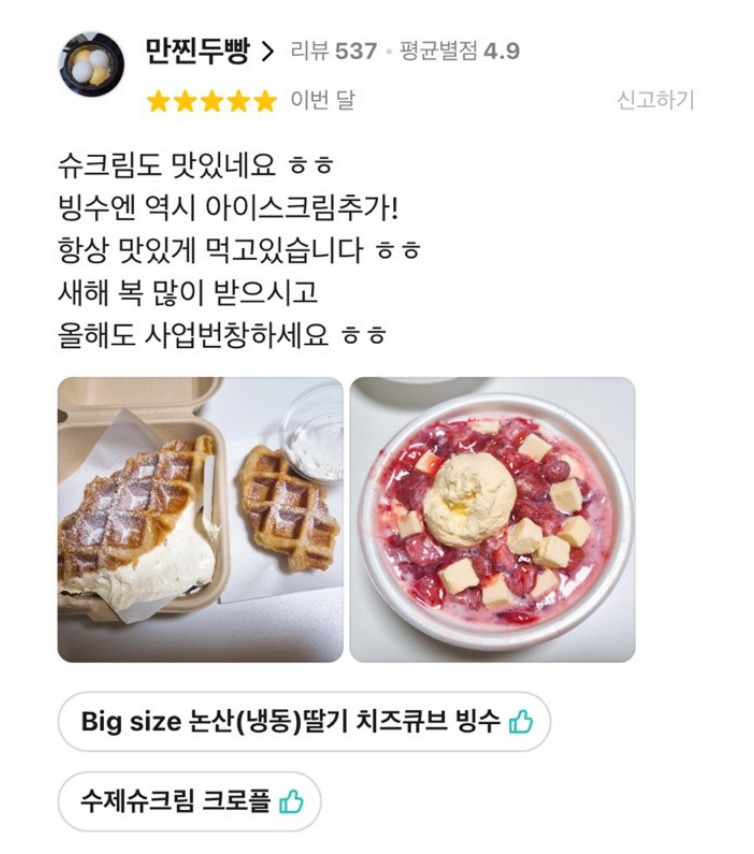 만찐두빵 > 리뷰 537 • 평균별점 4.9
이번 달 신고하기
슈크림도 맛있네요 ㅎㅎ
빙수엔 역시 아이스크림추가!
항상 맛있게 먹고있습니다 ㅎㅎ
새해 복 많이 받으시고
올해도 사업번창하세요 ㅎㅎ
Big size 논산(냉동)딸기 치즈큐브 빙수
수제슈크림 크로플